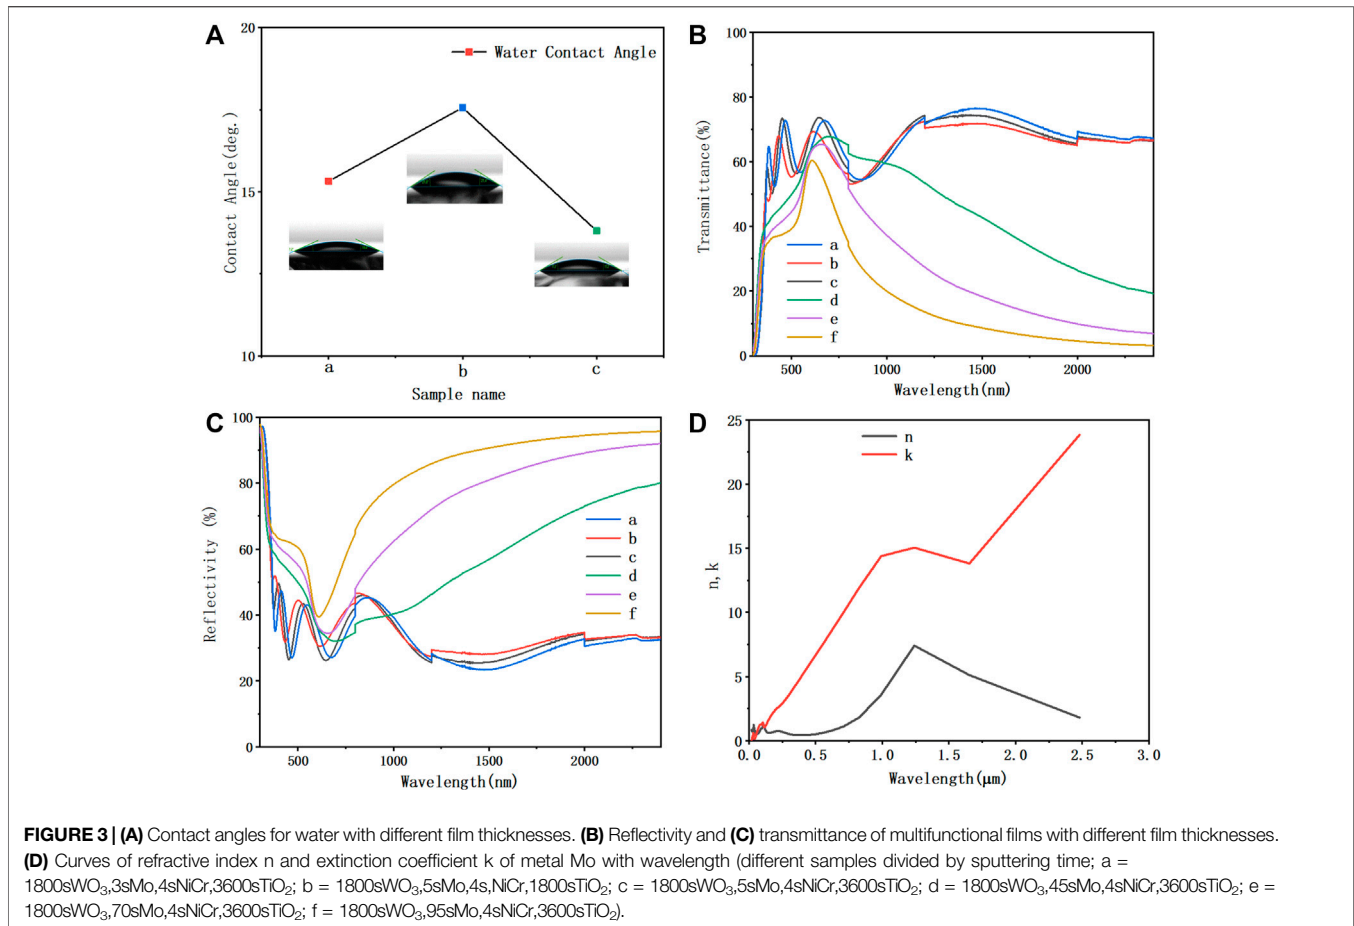 A
20
15
10
Contact Angle(deg.)
Water Contact Angle
a
b
c
Sample name
B
100
80
60
40
20
0
Transmittance(%)
a
b
c
d
e
f
500
1000
1500
2000
Wavelength(nm)
C
100
80
60
40
20
0
Reflectivity (%)
a
b
c
d
e
f
500
1000
1500
2000
Wavelength(nm)
D
25
20
15
10
5
0
n, k
n
k
0.0
0.5
1.0
1.5
2.0
2.5
3.0
Wavelength(μm)
FIGURE 3 | (A) Contact angles for water with different film thicknesses. (B) Reflectivity and (C) transmittance of multifunctional films with different film thicknesses.
(D) Curves of refractive index n and extinction coefficient k of metal Mo with wavelength (different samples divided by sputtering time; a =
1800sWO₃,3sMo,4sNiCr,3600sTiO₂; b = 1800sWO₃,5sMo,4s,NiCr,1800sTiO₂; c = 1800sWO₃,5sMo,4sNiCr,3600sTiO₂; d = 1800sWO₃,45sMo,4sNiCr,3600sTiO₂; e =
1800sWO₃,70sMo,4sNiCr,3600sTiO₂; f = 1800sWO₃,95sMo,4sNiCr,3600sTiO₂).